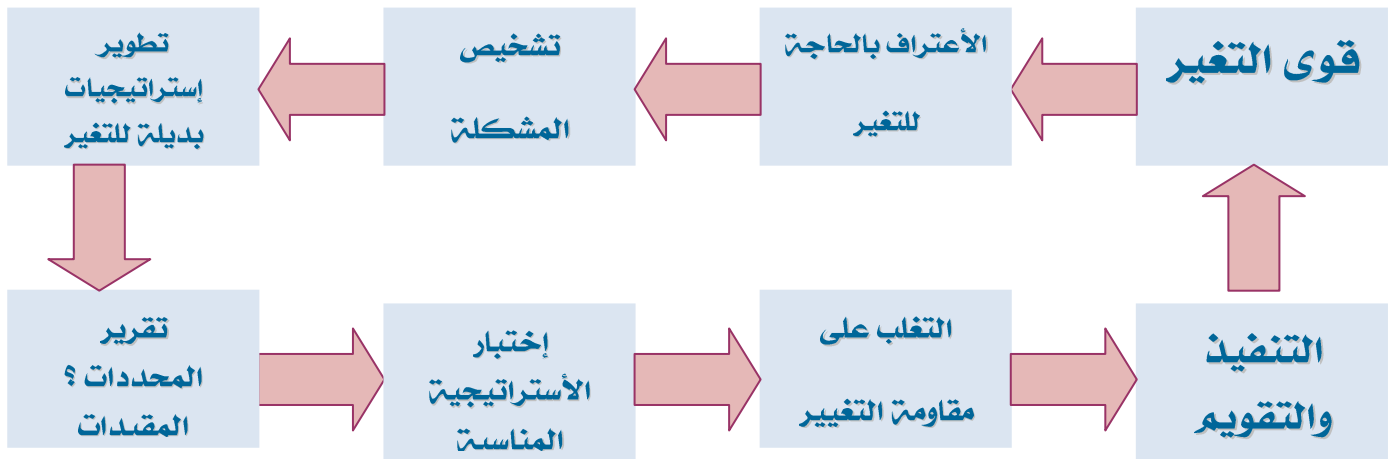 قوى التغير
الأعتراف بالحاجة
للتغير
تشخيص
المشكلة
تطوير
إستراتيجيات
بديلة للتغير
تقرير
المحددات ؟
المقيدات
إختبار
الأستراتيجية
المناسبة
التغلب على
مقاومة التغيير
التنفيذ
والتقويم